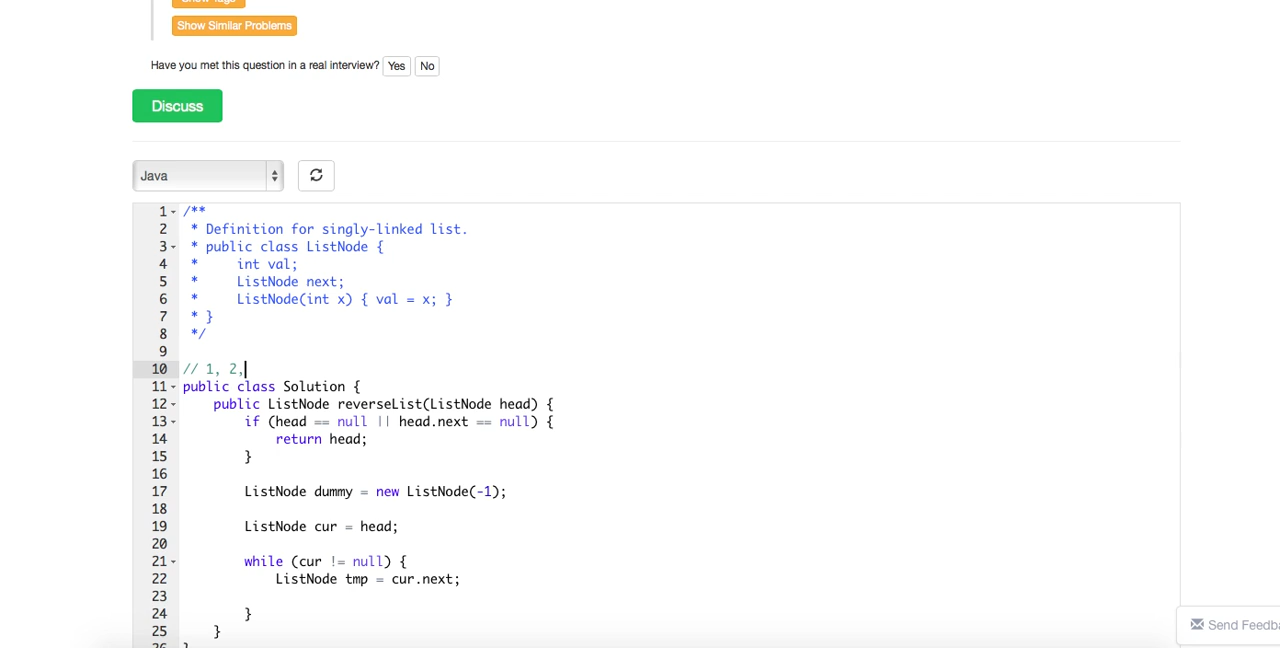 Show Tags
Show Similar Problems
Have you met this question in a real interview? Yes No
Discuss
Java
1 /**
2 * Definition for singly-linked list.
3 * public class ListNode {
4 * int val;
5 * ListNode next;
6 * ListNode(int x) { val = x; }
7 * }
8 */
9
10 // 1, 2,
11 public class Solution {
12 public ListNode reverseList(ListNode head) {
13 if (head == null || head.next == null) {
14 return head;
15 }
16
17 ListNode dummy = new ListNode(-1);
18
19 ListNode cur = head;
20
21 while (cur != null) {
22 ListNode tmp = cur.next;
23
24 }
25 }
26 }
Send Feedba